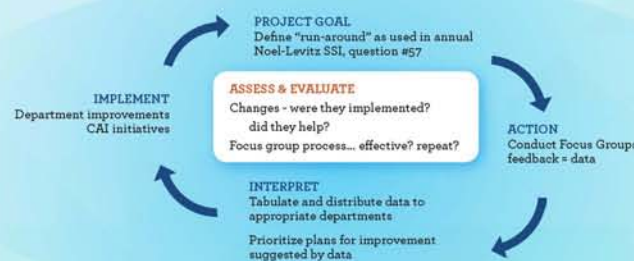 PROJECT GOAL
Define “run-around” as used in annual
Noel-Levitz SSI, question #57
ASSESS & EVALUATE
Changes - were they implemented?
did they help?
Focus group process... effective? repeat?
ACTION
Conduct Focus Groups
feedback = data
INTERPRET
Tabulate and distribute data to
appropriate departments
Prioritize plans for improvement
suggested by data
IMPLEMENT
Department improvements
CAI initiatives